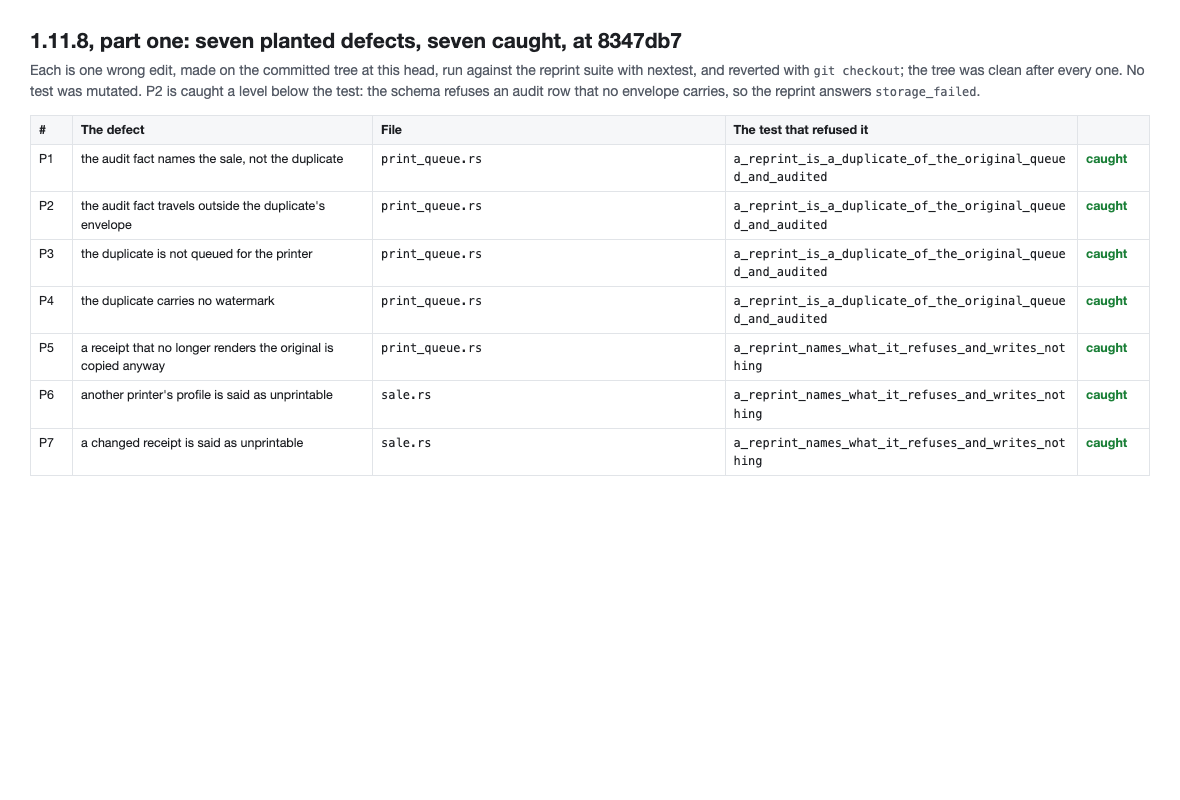 1.11.8, part one: seven planted defects, seven caught, at 8347db7
Each is one wrong edit, made on the committed tree at this head, run against the reprint suite with nextest, and reverted with git checkout; the tree was clean after every one. No
test was mutated. P2 is caught a level below the test: the schema refuses an audit row that no envelope carries, so the reprint answers storage_failed.
# The defect File The test that refused it
P1 the audit fact names the sale, not the duplicate print_queue.rs a_reprint_is_a_duplicate_of_the_original_queue caught
d_and_audited
P2 the audit fact travels outside the duplicate's print_queue.rs a_reprint_is_a_duplicate_of_the_original_queue caught
envelope d_and_audited
P3 the duplicate is not queued for the printer print_queue.rs a_reprint_is_a_duplicate_of_the_original_queue caught
d_and_audited
P4 the duplicate carries no watermark print_queue.rs a_reprint_is_a_duplicate_of_the_original_queue caught
d_and_audited
P5 a receipt that no longer renders the original is print_queue.rs a_reprint_names_what_it_refuses_and_writes_not caught
copied anyway hing
P6 another printer's profile is said as unprintable sale.rs a_reprint_names_what_it_refuses_and_writes_not caught
hing
P7 a changed receipt is said as unprintable sale.rs a_reprint_names_what_it_refuses_and_writes_not caught
hing